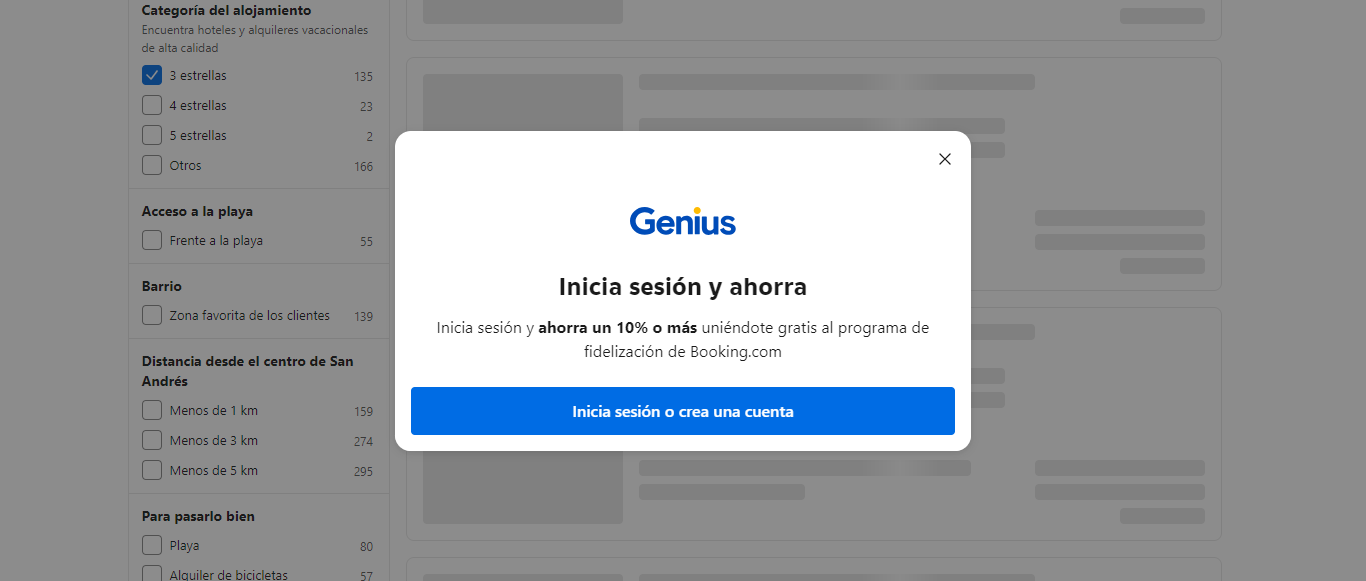 Categoría del alojamiento
Encuentra hoteles y alquileres vacacionales
de alta calidad
3 estrellas 135
4 estrellas 23
5 estrellas 2
Otros 166
Acceso a la playa
Frente a la playa 55
Barrio
Zona favorita de los clientes 139
Distancia desde el centro de San
Andrés
Menos de 1 km 159
Menos de 3 km 274
Menos de 5 km 295
Para pasarlo bien
Playa 80
Alquiler de bicicletas 57
Genius
Inicia sesión y ahorra
Inicia sesión y ahorra un 10% o más uniéndote gratis al programa de
fidelización de Booking.com
Inicia sesión o crea una cuenta